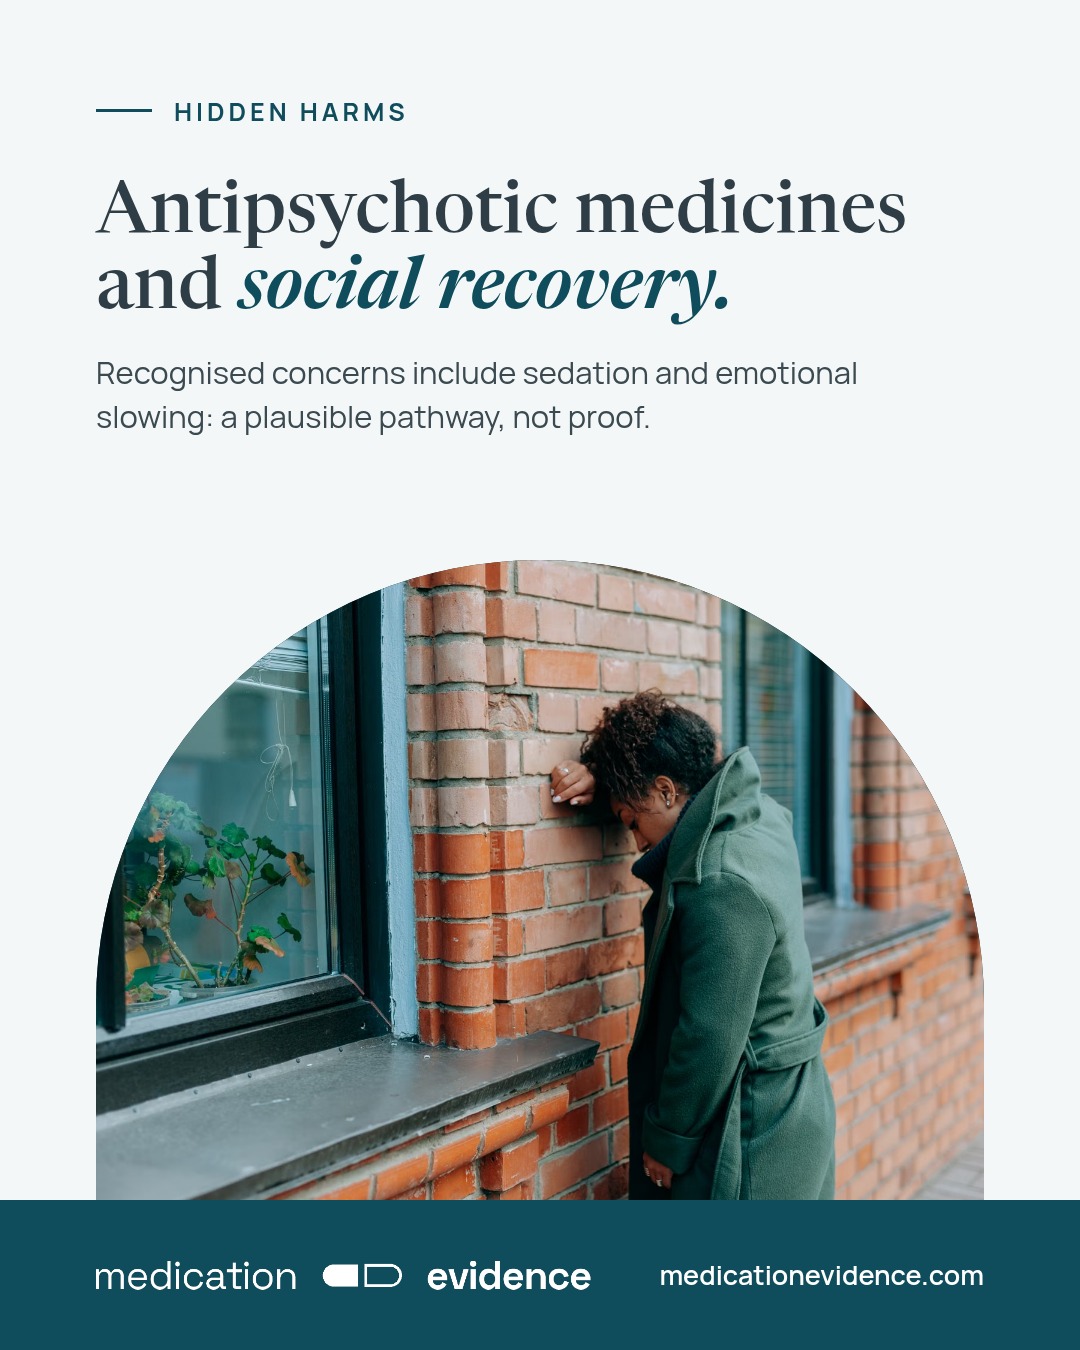 HIDDEN HARMS
Antipsychotic medicines
and social recovery.
Recognised concerns include sedation and emotional
slowing: a plausible pathway, not proof.
medication evidence
medicationevidence.com